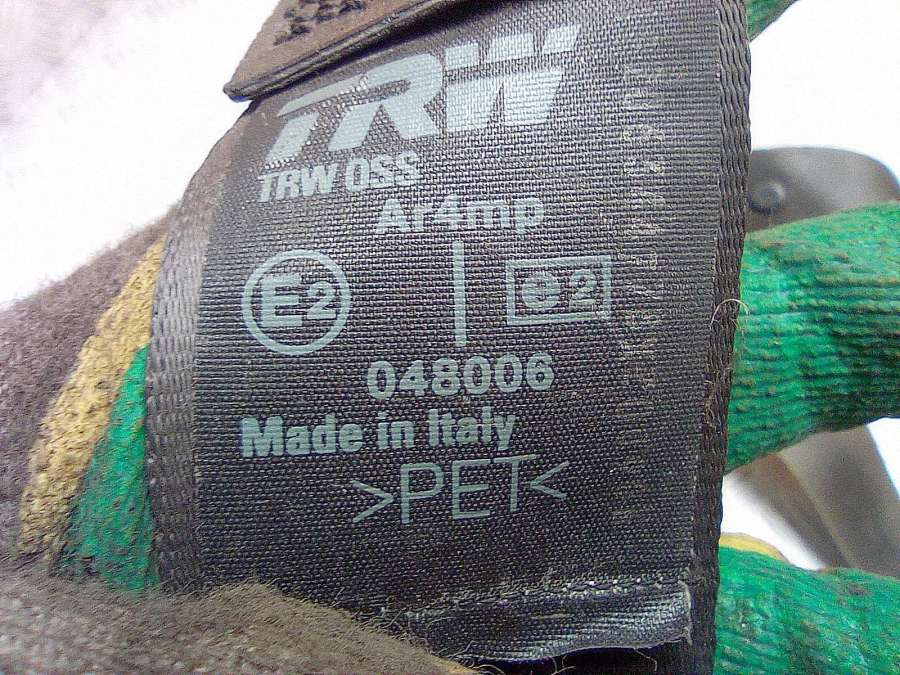 TRW
TRW OSS
Ar4mp
E2 e2
048006
Made in Italy
>PET<